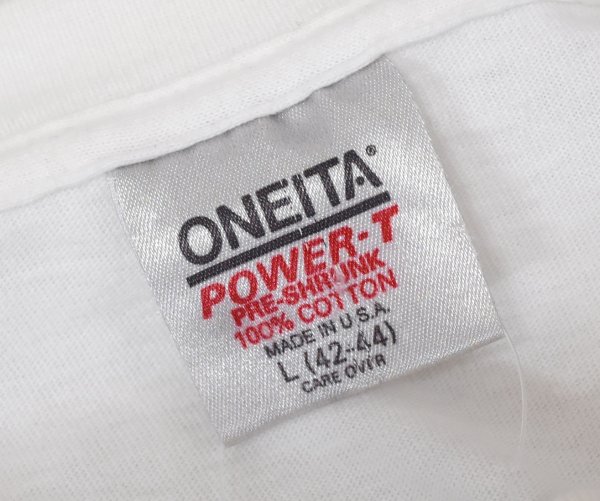 ONEITA®
POWER-T
PRE-SHRUNK
100% COTTON
MADE IN U.S.A.
L (42-44)
CARE OVER